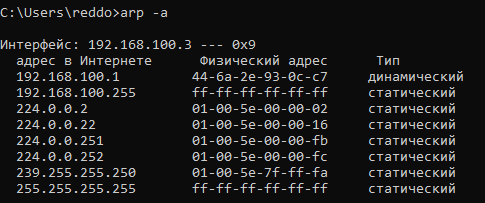 C:\Users\reddo>arp -a
Интерфейс: 192.168.100.3 --- 0x9
адрес в Интернете Физический адрес Тип
192.168.100.1 44-6a-2e-93-0c-c7 динамический
192.168.100.255 ff-ff-ff-ff-ff-ff статический
224.0.0.2 01-00-5e-00-00-02 статический
224.0.0.22 01-00-5e-00-00-16 статический
224.0.0.251 01-00-5e-00-00-fb статический
224.0.0.252 01-00-5e-00-00-fc статический
239.255.255.250 01-00-5e-7f-ff-fa статический
255.255.255.255 ff-ff-ff-ff-ff-ff статический